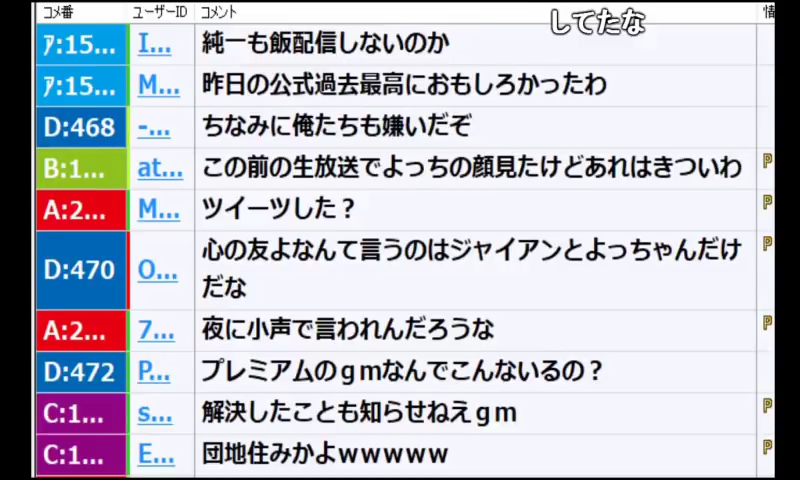 コメ番 ユーザーID コメント 情
してたな
ｱ:15... I... 純一も飯配信しないのか
ｱ:15... M... 昨日の公式過去最高におもしろかったわ
D:468 -... ちなみに俺たちも嫌いだぞ
B:1... at... この前の生放送でよっちの顔見たけどあれはきついわ P
A:2... M... ツイーツした？ P
D:470 O... 心の友よなんて言うのはジャイアンとよっちゃんだけ P
だな
A:2... 7... 夜に小声で言われんだろうな P
D:472 P... プレミアムのｇｍなんでこんないるの？
C:1... s... 解決したことも知らせねえｇｍ P
C:1... E... 団地住みかよｗｗｗｗｗ P